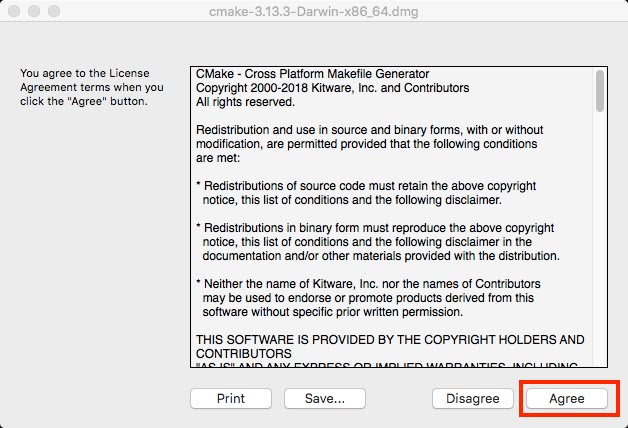 cmake-3.13.3-Darwin-x86_64.dmg
You agree to the License
Agreement terms when you
click the "Agree" button.
CMake - Cross Platform Makefile Generator
Copyright 2000-2018 Kitware, Inc. and Contributors
All rights reserved.
Redistribution and use in source and binary forms, with or without
modification, are permitted provided that the following conditions
are met:
* Redistributions of source code must retain the above copyright
notice, this list of conditions and the following disclaimer.
* Redistributions in binary form must reproduce the above copyright
notice, this list of conditions and the following disclaimer in the
documentation and/or other materials provided with the distribution.
* Neither the name of Kitware, Inc. nor the names of Contributors
may be used to endorse or promote products derived from this
software without specific prior written permission.
THIS SOFTWARE IS PROVIDED BY THE COPYRIGHT HOLDERS AND
CONTRIBUTORS
"AS IS" AND ANY EXPRESS OR IMPLIED WARRANTIES, INCLUDING,
Print
Save...
Disagree
Agree